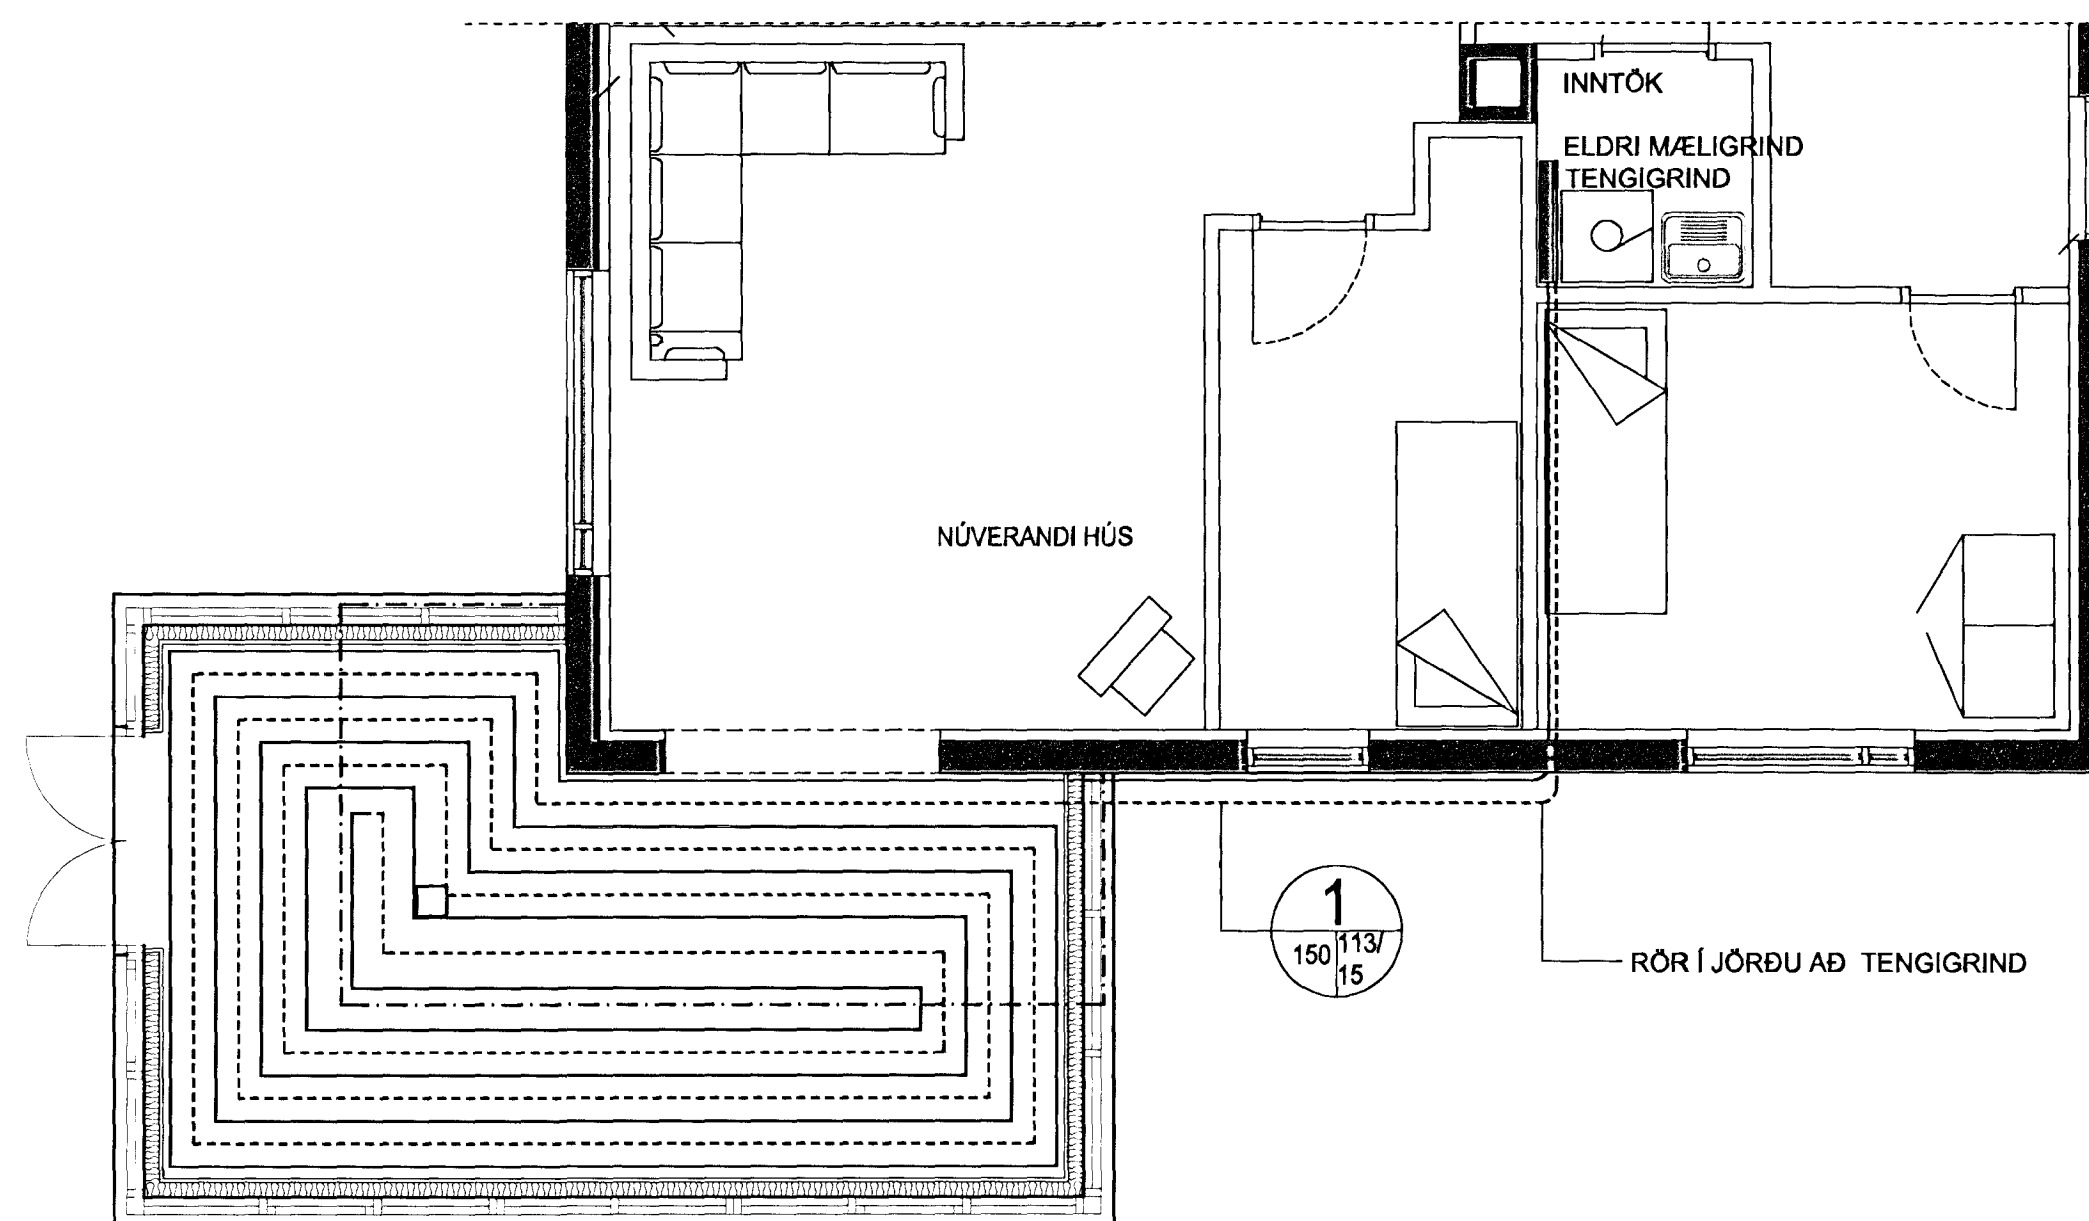 INNTÖK
ELDRI MÆLIGRIND
TENGIGRIND
NÚVERANDI HÚS
1
150 113/
15
RÖR Í JÖRÐU AÐ TENGIGRIND